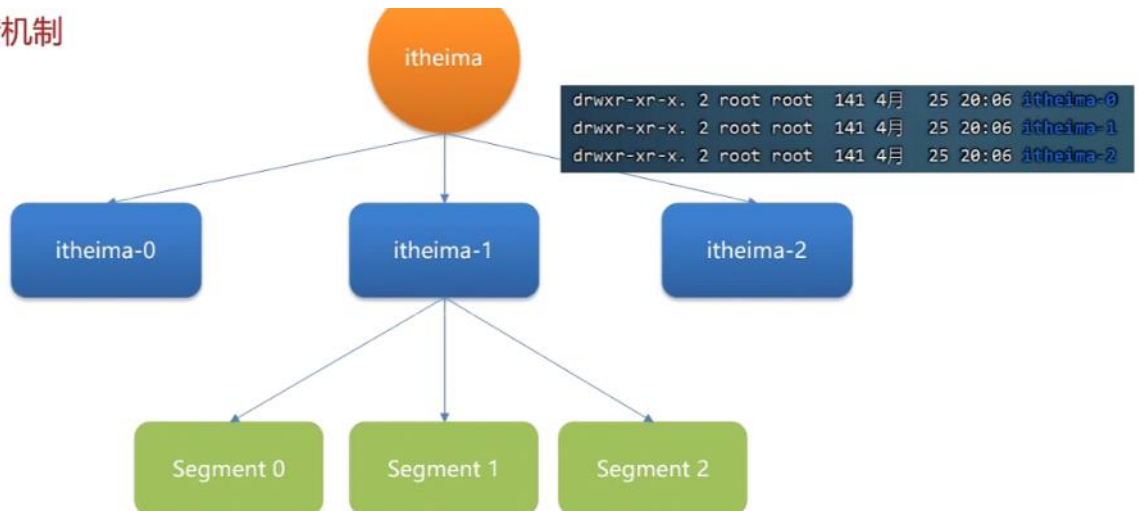 机制
itheima
drwxr-xr-x. 2 root root 141 4月 25 20:06 itheima-0
drwxr-xr-x. 2 root root 141 4月 25 20:06 itheima-1
drwxr-xr-x. 2 root root 141 4月 25 20:06 itheima-2
itheima-0
itheima-1
itheima-2
Segment 0
Segment 1
Segment 2